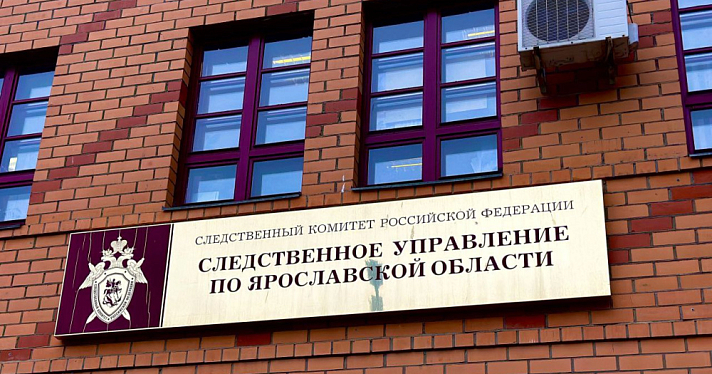 СЛЕДСТВЕННЫЙ КОМИТЕТ РОССИЙСКОЙ ФЕДЕРАЦИИ
СЛЕДСТВЕННОЕ УПРАВЛЕНИЕ
ПО ЯРОСЛАВСКОЙ ОБЛАСТИ